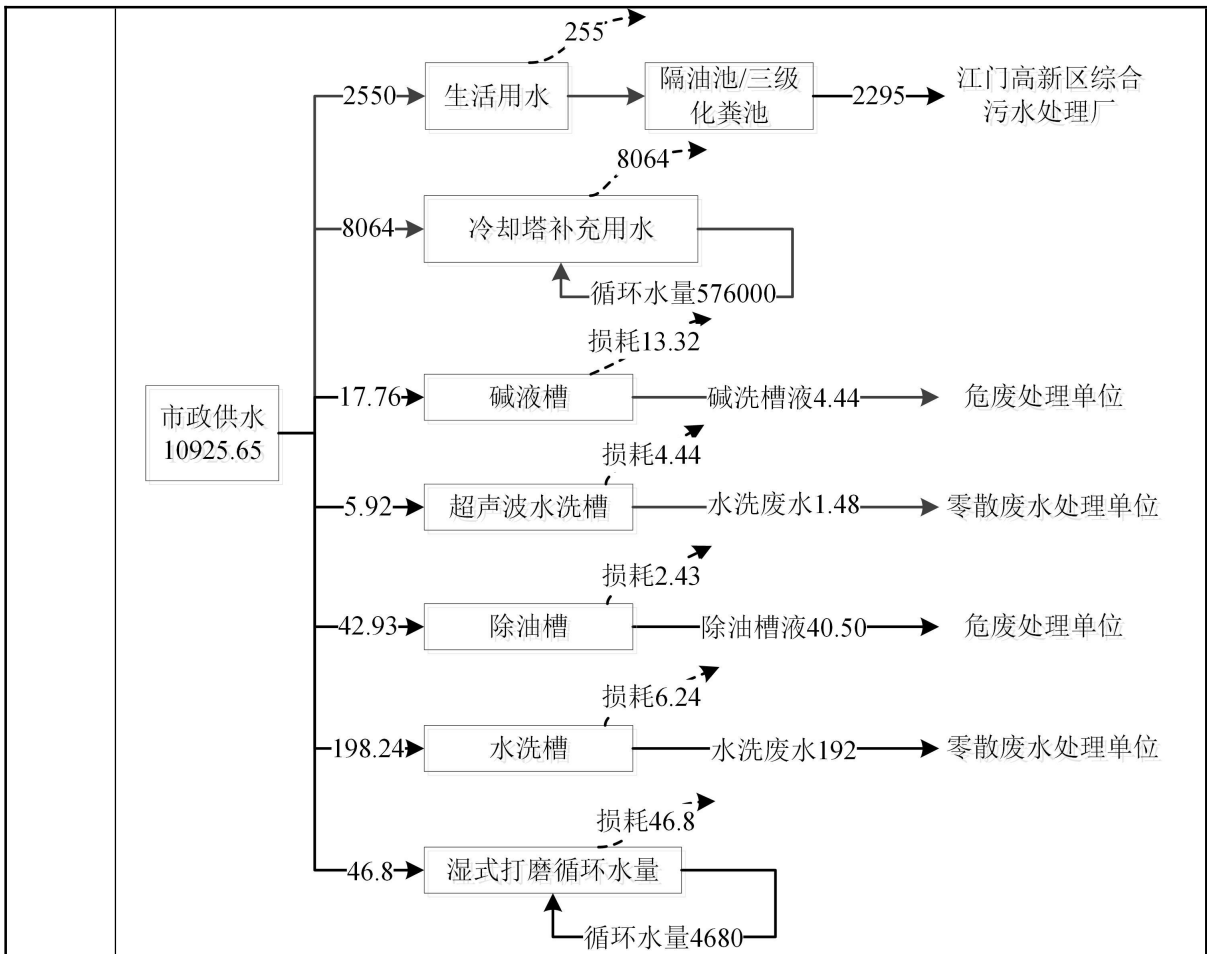 255
2550
生活用水
隔油池/三级
化粪池
2295
江门高新区综合
污水处理厂
8064
8064
冷却塔补充用水
循环水量576000
损耗13.32
17.76
碱液槽
碱洗槽液4.44
危废处理单位
市政供水
10925.65
损耗4.44
5.92
超声波水洗槽
水洗废水1.48
零散废水处理单位
损耗2.43
42.93
除油槽
除油槽液40.50
危废处理单位
损耗6.24
198.24
水洗槽
水洗废水192
零散废水处理单位
损耗46.8
46.8
湿式打磨循环水量
循环水量4680